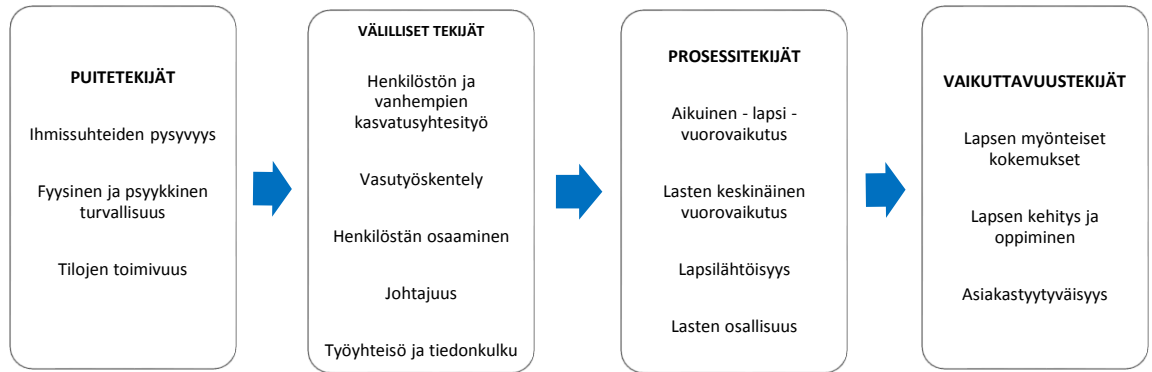 PUITETEKIJÄT
Ihmissuhteiden pysyvyys
Fyysinen ja psyykkinen
turvallisuus
Tilojen toimivuus
VÄLILLISET TEKIJÄT
Henkilöstön ja
vanhempien
kasvatusyhtesityö
Vasutyöskentely
Henkilöstän osaaminen
Johtajuus
Työyhteisö ja tiedonkulku
PROSESSITEKIJÄT
Aikuinen - lapsi -
vuorovaikutus
Lasten keskinäinen
vuorovaikutus
Lapsilähtöisyys
Lasten osallisuus
VAIKUTTAVUUSTEKIJÄT
Lapsen myönteiset
kokemukset
Lapsen kehitys ja
oppiminen
Asiakastyytyväisyys